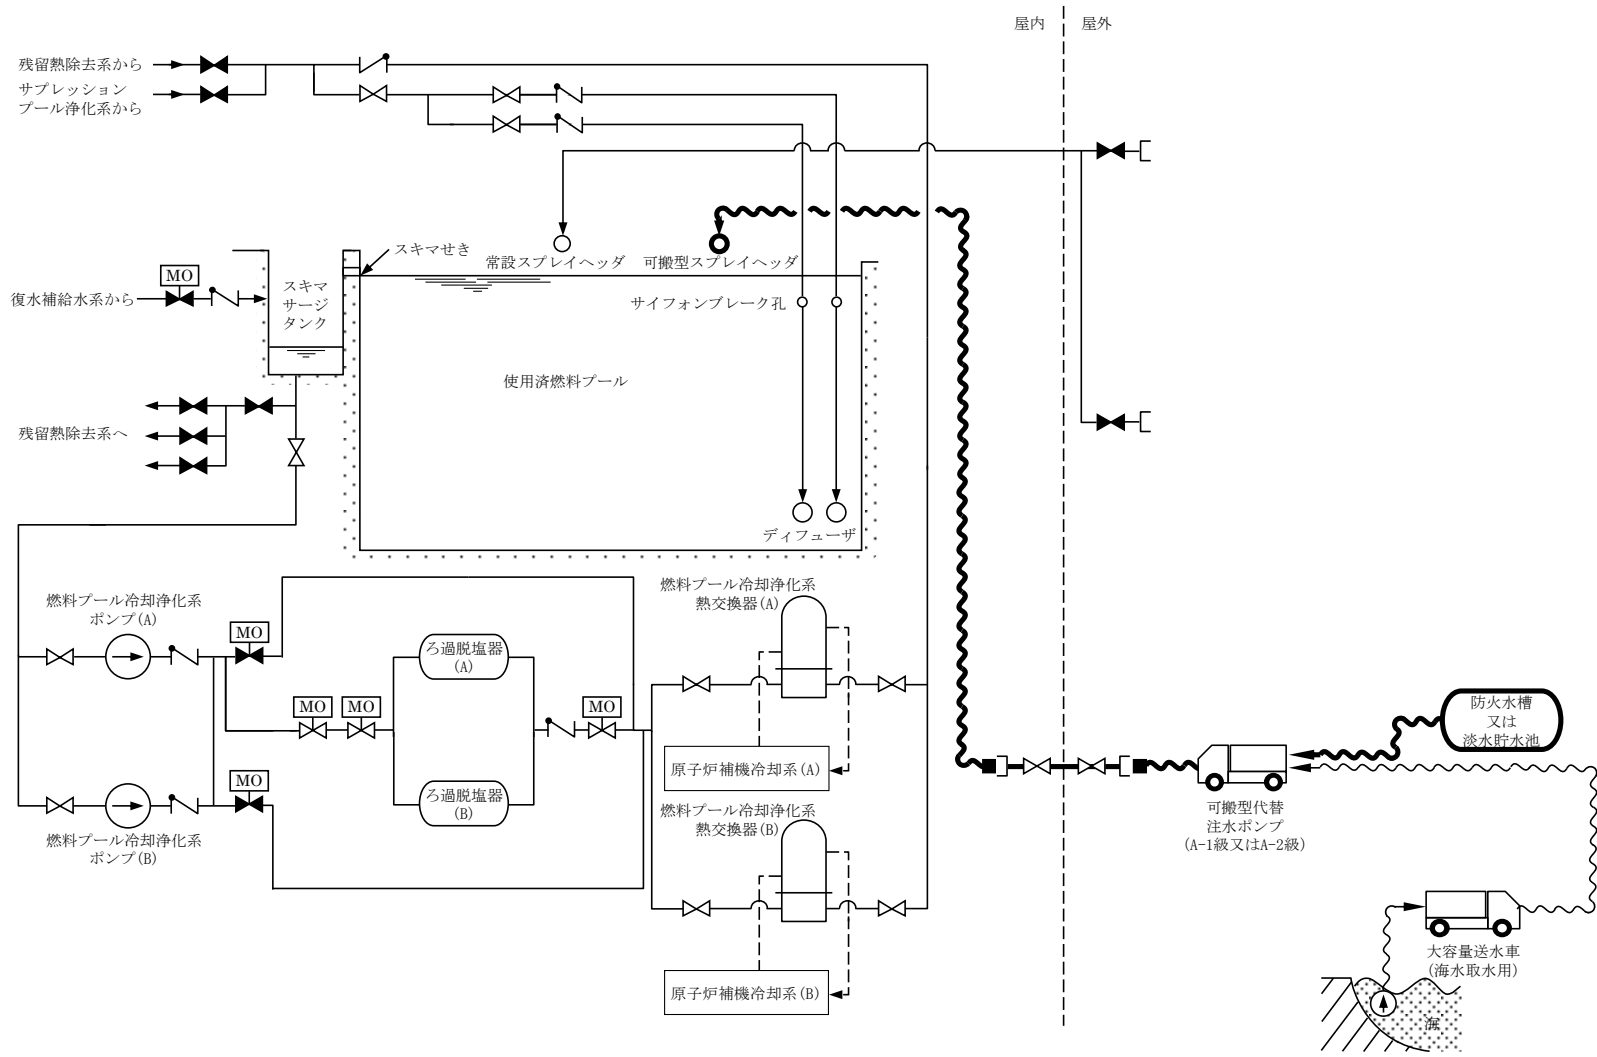 屋内
屋外
残留熱除去系から
サプレッション
プール浄化系から
スキマせき
常設スプレイヘッダ
可搬型スプレイヘッダ
MO
復水補給水系から
スキマ
サージ
タンク
サイフォンブレーク孔
使用済燃料プール
残留熱除去系へ
ディフューザ
燃料プール冷却浄化系
ポンプ(A)
MO
ろ過脱塩器
(A)
MO
MO
MO
燃料プール冷却浄化系
熱交換器(A)
原子炉補機冷却系(A)
MO
ろ過脱塩器
(B)
燃料プール冷却浄化系
ポンプ(B)
燃料プール冷却浄化系
熱交換器(B)
原子炉補機冷却系(B)
防火水槽
又は
淡水貯水池
可搬型代替
注水ポンプ
(A-1級又はA-2級)
大容量送水車
(海水取水用)
海